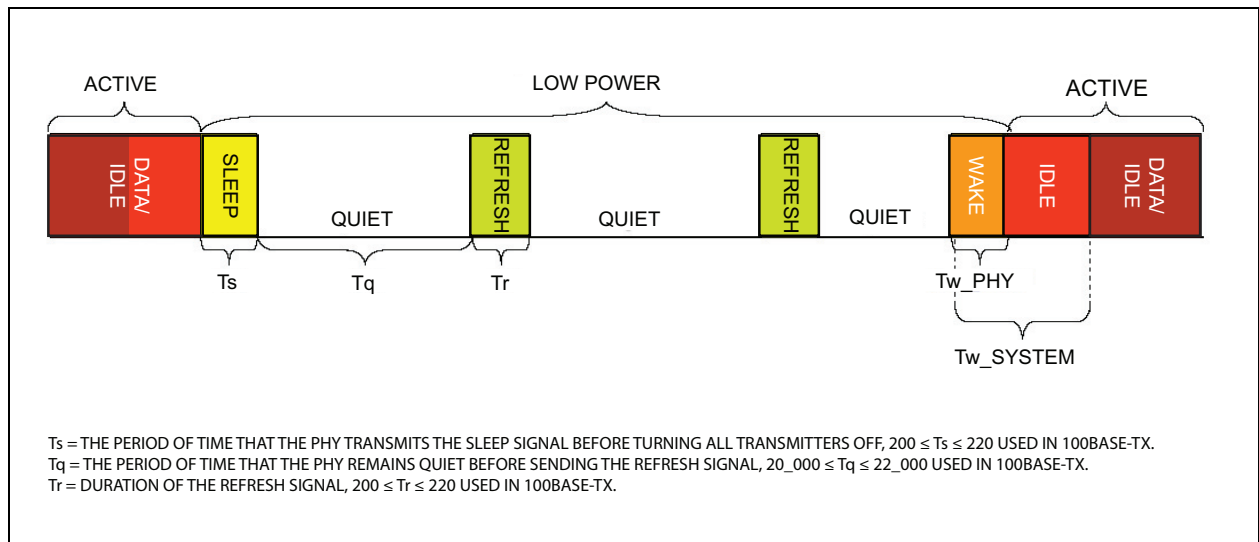 ACTIVE
LOW POWER
ACTIVE
DATA/
IDLE
SLEEP
QUIET
REFRESH
QUIET
REFRESH
QUIET
WAKE
IDLE
DATA/
IDLE
Ts
Tq
Tr
Tw_PHY
Tw_SYSTEM
Ts = THE PERIOD OF TIME THAT THE PHY TRANSMITS THE SLEEP SIGNAL BEFORE TURNING ALL TRANSMITTERS OFF, 200 ≤ Ts ≤ 220 USED IN 100BASE-TX.
Tq = THE PERIOD OF TIME THAT THE PHY REMAINS QUIET BEFORE SENDING THE REFRESH SIGNAL, 20_000 ≤ Tq ≤ 22_000 USED IN 100BASE-TX.
Tr = DURATION OF THE REFRESH SIGNAL, 200 ≤ Tr ≤ 220 USED IN 100BASE-TX.